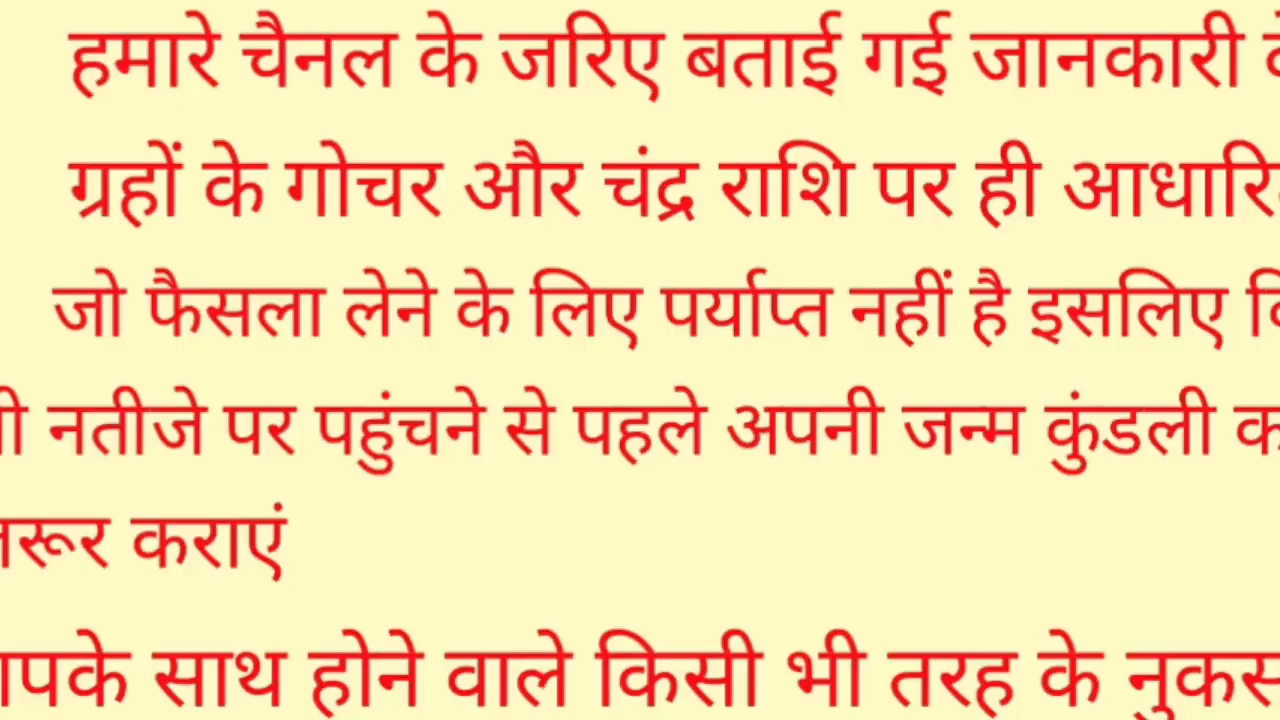 हमारे चैनल के जरिए बताई गई जानकारी
ग्रहों के गोचर और चंद्र राशि पर ही
जो फैसला लेने के लिए पर्याप्त नहीं है इसलिए
नतीजे पर पहुंचने से पहले अपनी जन्म कुंडली
कराएं
साथ होने वाले किसी भी तरह के